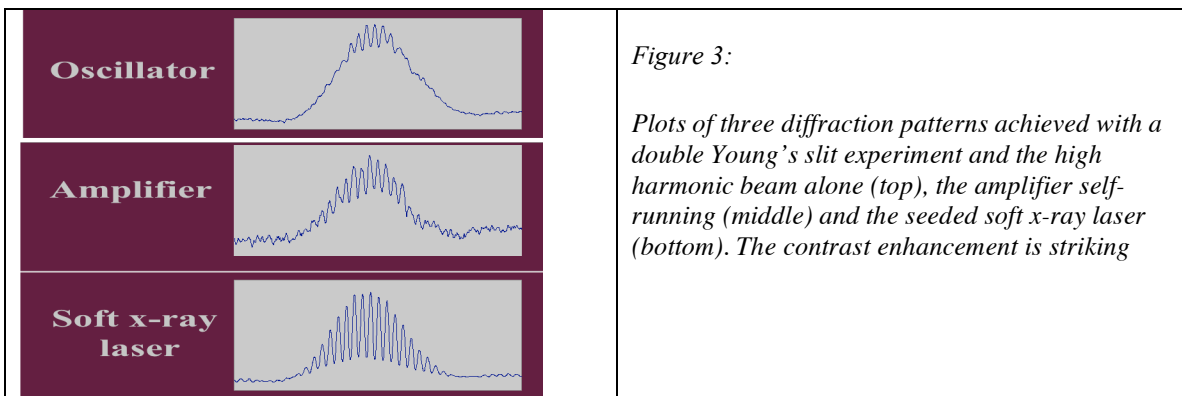 Oscillator
Amplifier
Soft x-ray
laser
Figure 3:
Plots of three diffraction patterns achieved with a
double Young's slit experiment and the high
harmonic beam alone (top), the amplifier self-
running (middle) and the seeded soft x-ray laser
(bottom). The contrast enhancement is striking